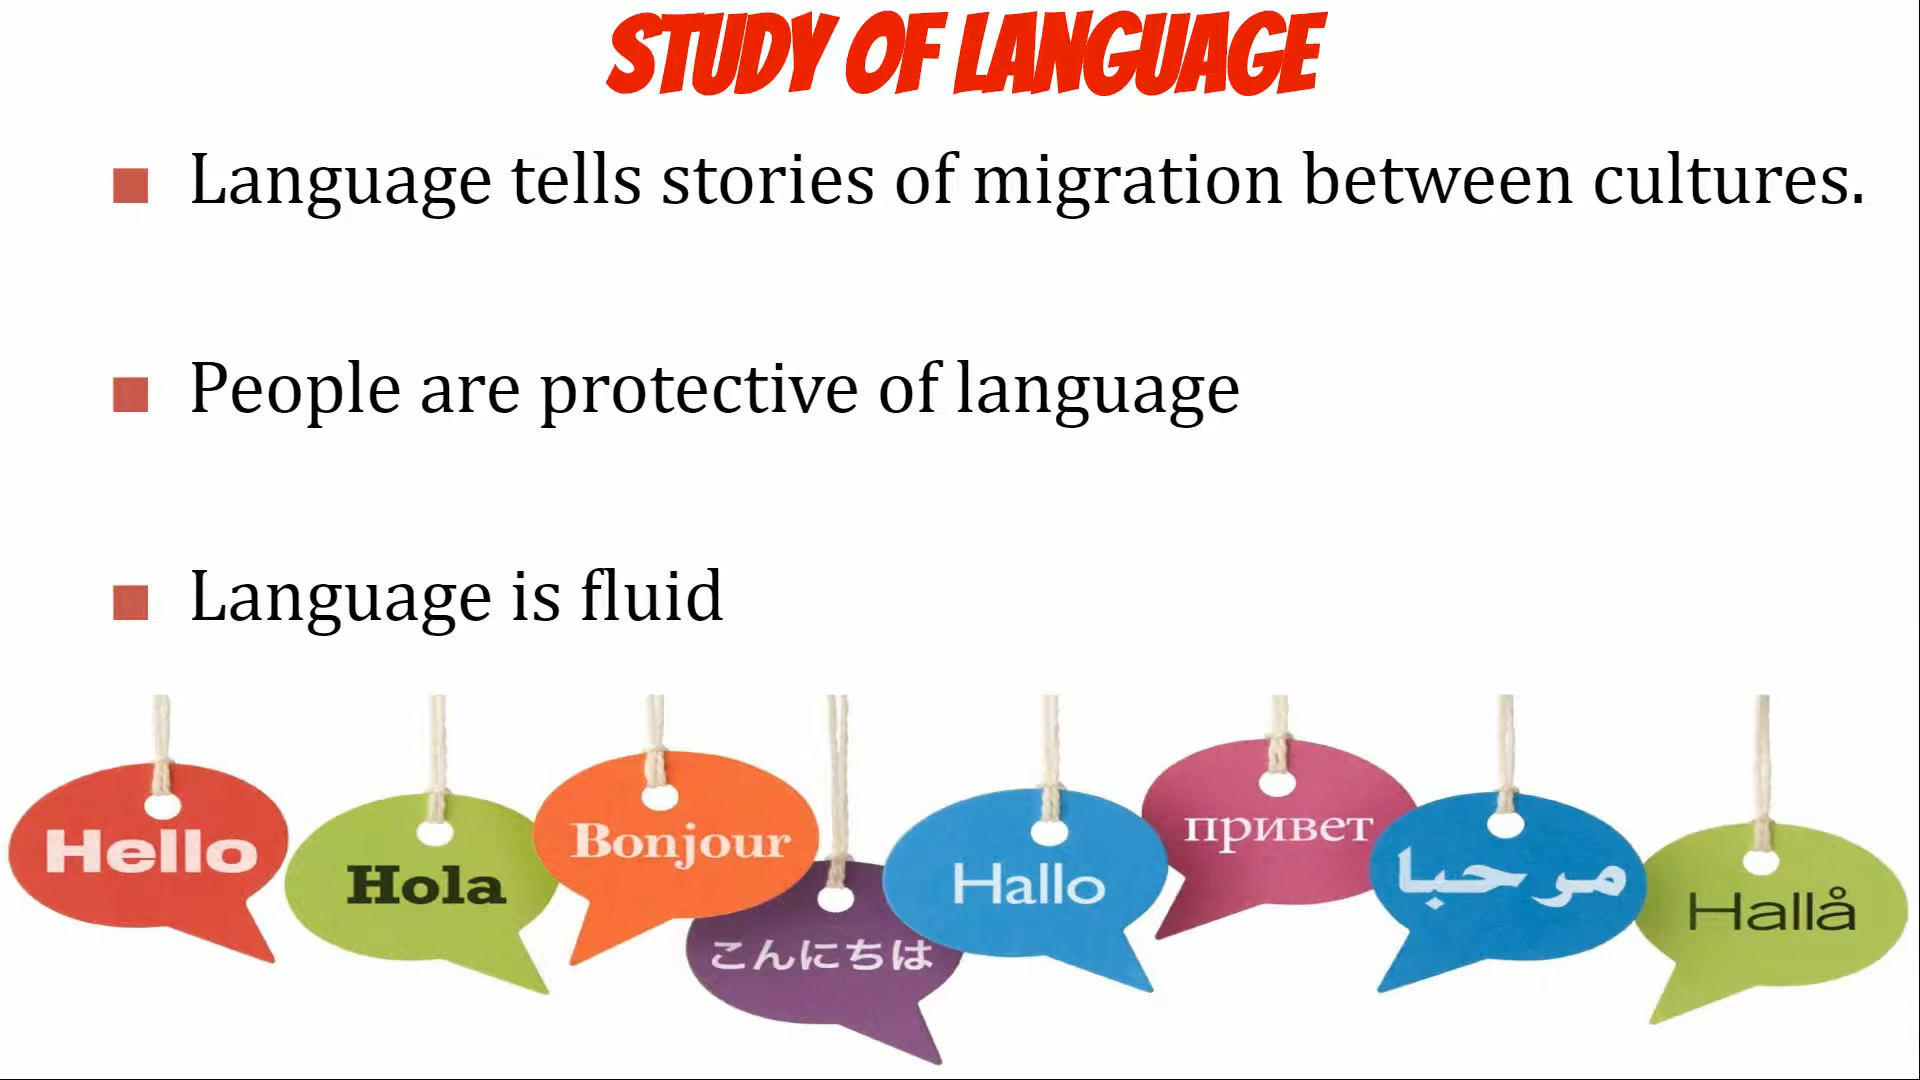 STUDY OF LANGUAGE
Language tells stories of migration between cultures.
People are protective of language
Language is fluid
Hello
Hola
Bonjour
こんにちは
Hallo
привет
مرحبا
Hallå